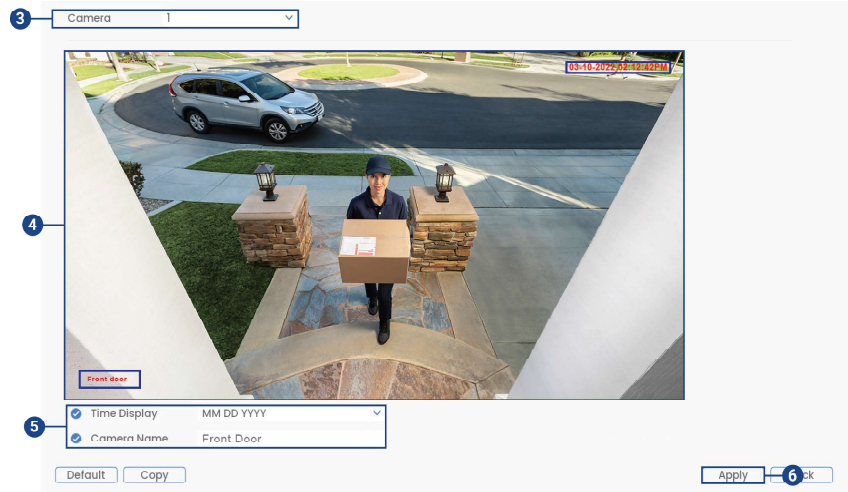 3 Camera 1
03-10-2022 02:12:42PM
4
Front door
5
Time Display MM DD YYYY
Camera Name Front Door
Default Copy Apply 6 ck